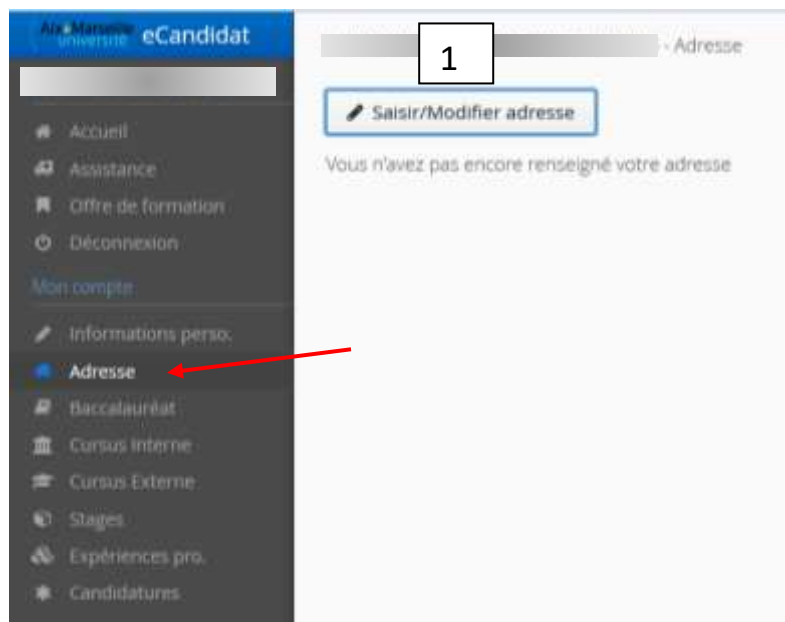 Aix*Marseille université eCandidat
Accueil
Assistance
Offre de formation
Déconnexion
Mon compte
Informations perso.
Adresse
Baccalauréat
Cursus Interne
Cursus Externe
Stages
Expériences pro.
Candidatures
1
- Adresse
Saisir/Modifier adresse
Vous n'avez pas encore renseigné votre adresse